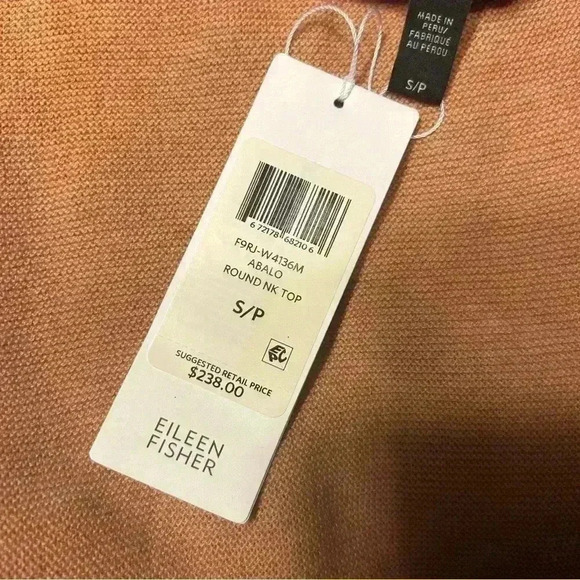 MADE IN
PERU/
FABRIQUÉ
AU PÉROU
S/P
6 72178 68210 6
F9RJ-W4136M
ABALO
ROUND NK TOP
S/P
SUGGESTED RETAIL PRICE
$238.00
EILEEN
FISHER